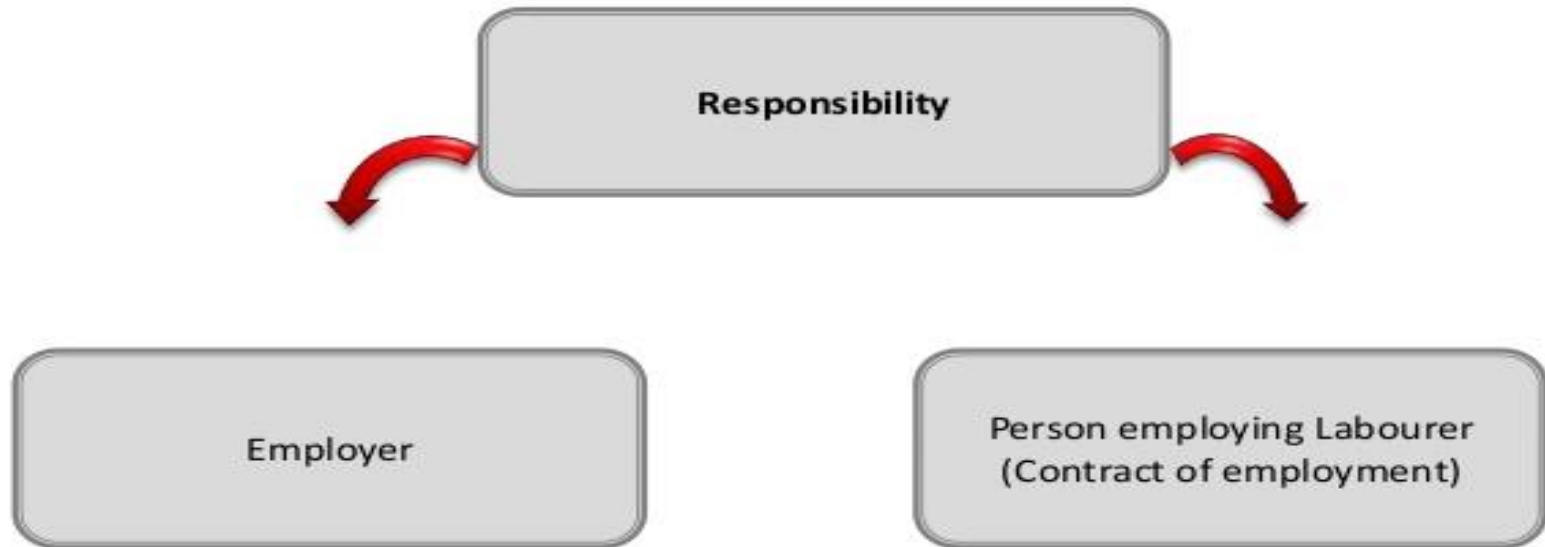 Responsibility
Employer
Person employing Labourer
(Contract of employment)